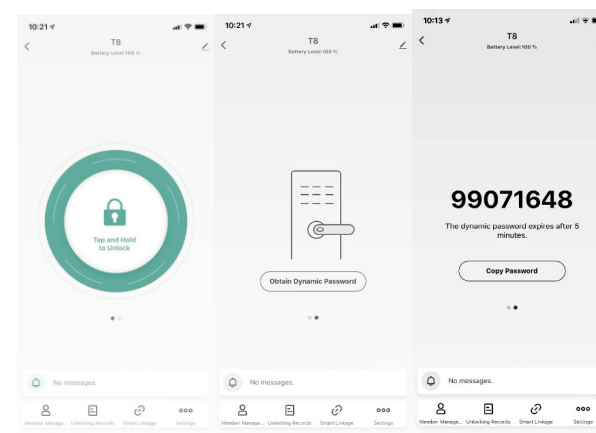 10:21
T8
Battery Level:100 %
Tap and Hold
to Unlock
No messages.
Member Manage...
Unlocking Records
Smart Linkage
Settings
10:21
T8
Battery Level:100 %
Obtain Dynamic Password
No messages.
Member Manage...
Unlocking Records
Smart Linkage
Settings
10:13
T8
Battery Level:100 %
99071648
The dynamic password expires after 5
minutes.
Copy Password
No messages.
Member Manage...
Unlocking Records
Smart Linkage
Settings